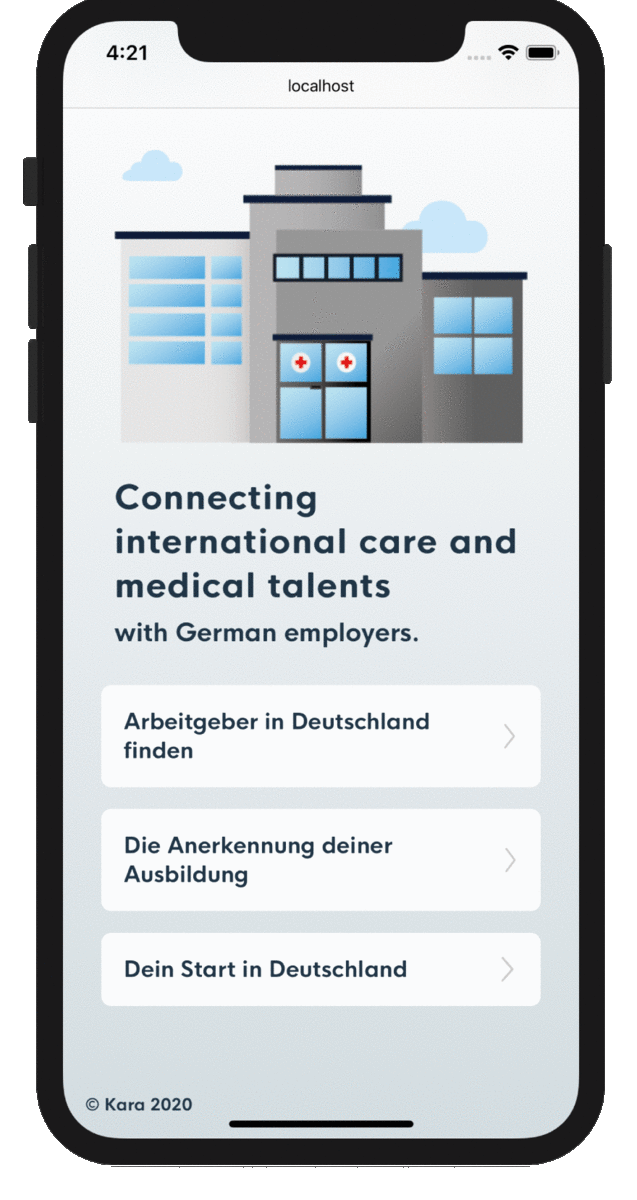 4:21
localhost
Connecting
international care and
medical talents
with German employers.
Arbeitgeber in Deutschland
finden
Die Anerkennung deiner
Ausbildung
Dein Start in Deutschland
© Kara 2020